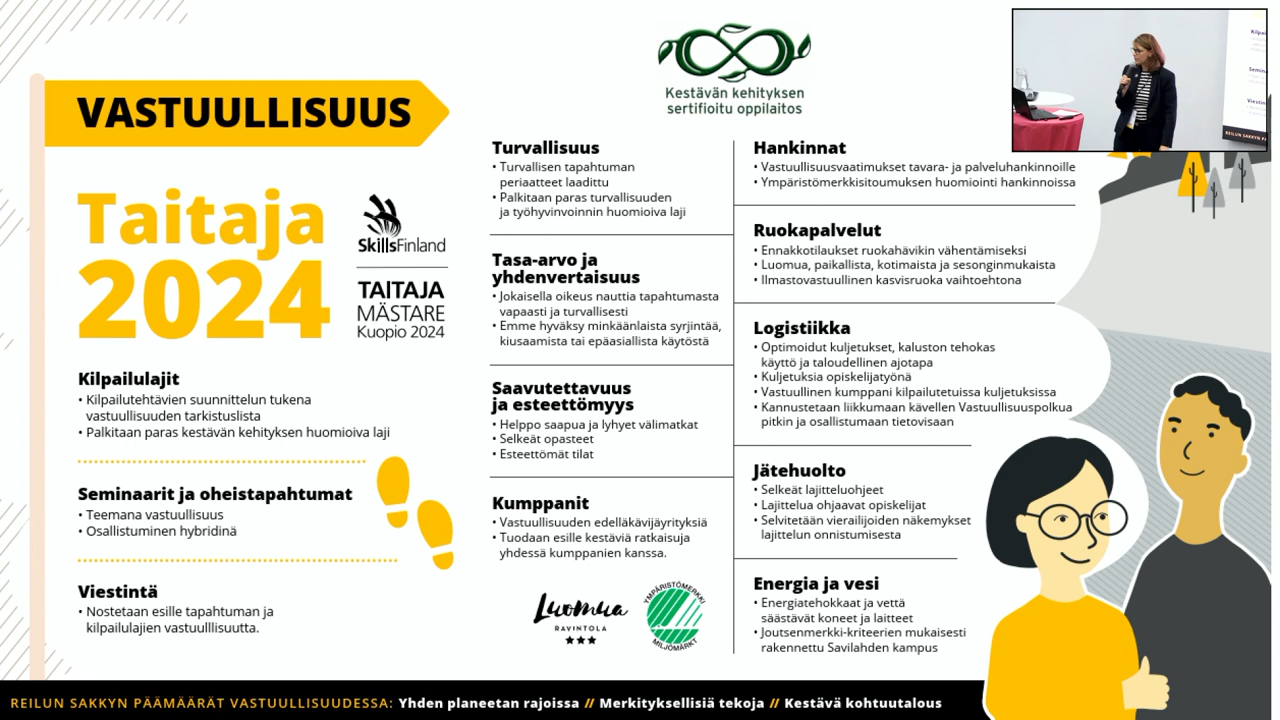 VASTUULLISUUS
Taitaja
2024
SkillsFinland
TAITAJA
MÄSTARE
Kuopio 2024
Kilpailulajit
• Kilpailutehtävien suunnittelun tukena
vastuullisuuden tarkistuslista
• Palkitaan paras kestävän kehityksen huomioiva laji
Seminaarit ja oheistapahtumat
• Teemana vastuullisuus
• Osallistuminen hybridinä
Viestintä
• Nostetaan esille tapahtuman ja
kilpailulajien vastuulllisuutta.
Kestävän kehityksen
sertifioitu oppilaitos
Turvallisuus
• Turvallisen tapahtuman
periaatteet laadittu
• Palkitaan paras turvallisuuden
ja työhyvinvoinnin huomioiva laji
Tasa-arvo ja
yhdenvertaisuus
• Jokaisella oikeus nauttia tapahtumasta
vapaasti ja turvallisesti
• Emme hyväksy minkäänlaista syrjintää,
kiusaamista tai epäasiallista käytöstä
Saavutettavuus
ja esteettömyys
• Helppo saapua ja lyhyet välimatkat
• Selkeät opasteet
• Esteettömät tilat
Kumppanit
• Vastuullisuuden edelläkävijäyrityksiä
• Tuodaan esille kestäviä ratkaisuja
yhdessä kumppanien kanssa.
Luomua
RAVINTOLA
YMPÄRISTÖMERKKI
MILJÖMÄRKT
Hankinnat
• Vastuullisuusvaatimukset tavara- ja palveluhankinnoille
• Ympäristömerkkisitoumuksen huomiointi hankinnoissa
Ruokapalvelut
• Ennakkotilaukset ruokahävikin vähentämiseksi
• Luomua, paikallista, kotimaista ja sesonginmukaista
• Ilmastovastuullinen kasvisruoka vaihtoehtona
Logistiikka
• Optimoidut kuljetukset, kaluston tehokas
käyttö ja taloudellinen ajotapa
• Kuljetuksia opiskelijatyönä
• Vastuullinen kumppani kilpailutetuissa kuljetuksissa
• Kannustetaan liikkumaan kävellen Vastuullisuuspolkua
pitkin ja osallistumaan tietovisaan
Jätehuolto
• Selkeät lajitteluohjeet
• Lajittelua ohjaavat opiskelijat
• Selvitetään vierailijoiden näkemykset
lajittelun onnistumisesta
Energia ja vesi
• Energiatehokkaat ja vettä
säästävät koneet ja laitteet
• Joutsenmerkki-kriteerien mukaisesti
rakennettu Savilahden kampus
REILUN SAKKYN PÄÄMÄÄRÄT VASTUULLISUUDESSA: Yhden planeetan rajoissa // Merkityksellisiä tekoja // Kestävä kohtuutalous